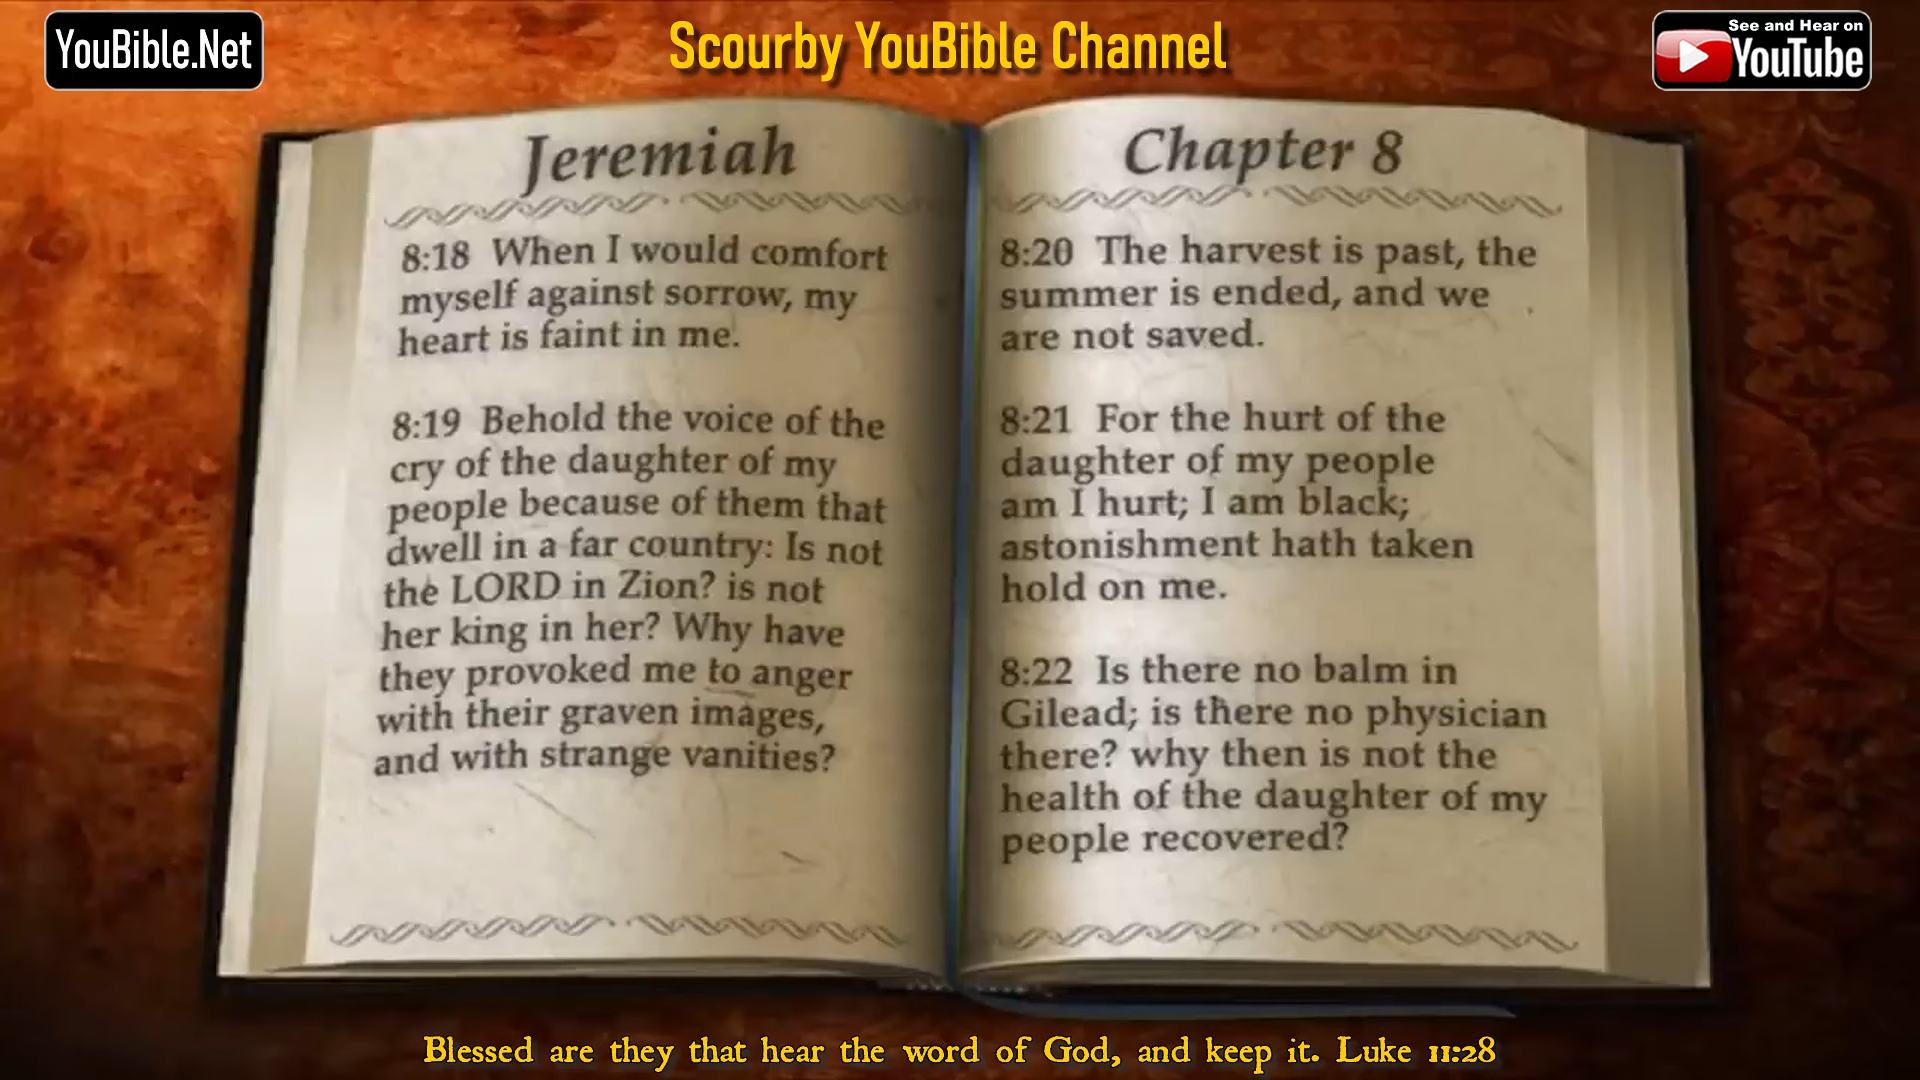 YouBible.Net
Scourby YouBible Channel
See and Hear on
YouTube
Jeremiah
8:18 When I would comfort
myself against sorrow, my
heart is faint in me.
8:19 Behold the voice of the
cry of the daughter of my
people because of them that
dwell in a far country: Is not
the LORD in Zion? is not
her king in her? Why have
they provoked me to anger
with their graven images,
and with strange vanities?
Chapter 8
8:20 The harvest is past, the
summer is ended, and we
are not saved.
8:21 For the hurt of the
daughter of my people
am I hurt; I am black;
astonishment hath taken
hold on me.
8:22 Is there no balm in
Gilead; is there no physician
there? why then is not the
health of the daughter of my
people recovered?
Blessed are they that hear the word of God, and keep it. Luke 11:28